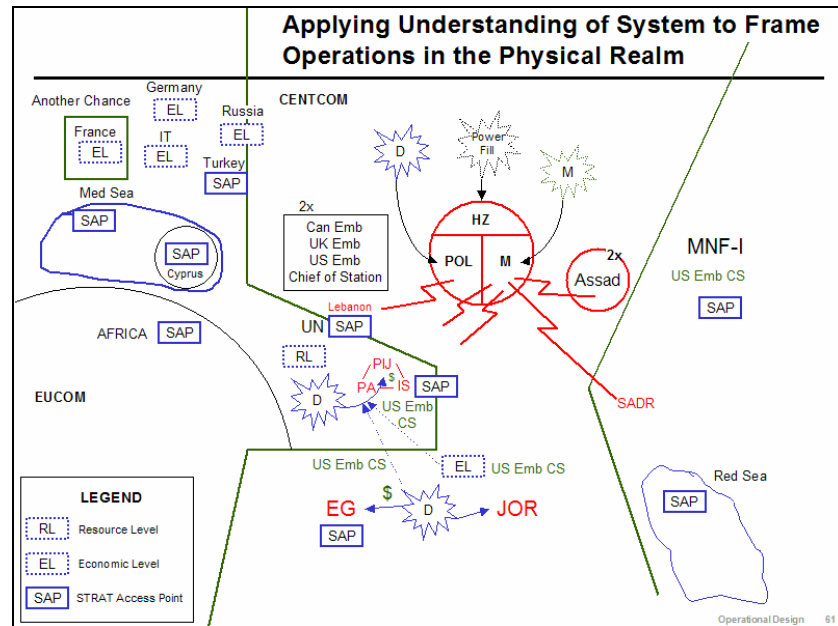 Applying Understanding of System to Frame
Operations in the Physical Realm
CENTCOM
Another Chance
Germany
EL
Russia
EL
France
EL
IT
EL
Turkey
SAP
Med Sea
SAP
SAP
Cyprus
2x
Can Emb
UK Emb
US Emb
Chief of Station
D
Power
Fill
M
HZ
POL
M
2x
Assad
MNF-I
US Emb CS
SAP
Lebanon
UN
SAP
AFRICA
SAP
RL
PIJ
$
PA
IS
SAP
D
US Emb
CS
EUCOM
SADR
US Emb CS
EL
US Emb CS
Red Sea
SAP
$
EG
D
JOR
SAP
LEGEND
RL Resource Level
EL Economic Level
SAP STRAT Access Point
Operational Design 61